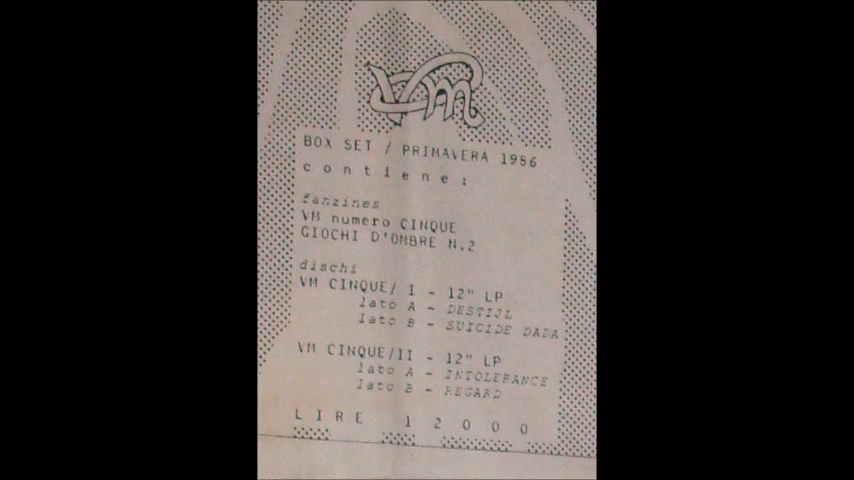 VM
BOX SET / PRIMAVERA 1986
contiene:
fanzines
VM numero CINQUE
GIOCHI D'OMBRE N.2
dischi
VM CINQUE/ I - 12" LP
lato A - DESTIJL
lato B - SUICIDE DADA
VM CINQUE/II - 12" LP
lato A - INTOLERANCE
lato B - REGARD
LIRE 12000